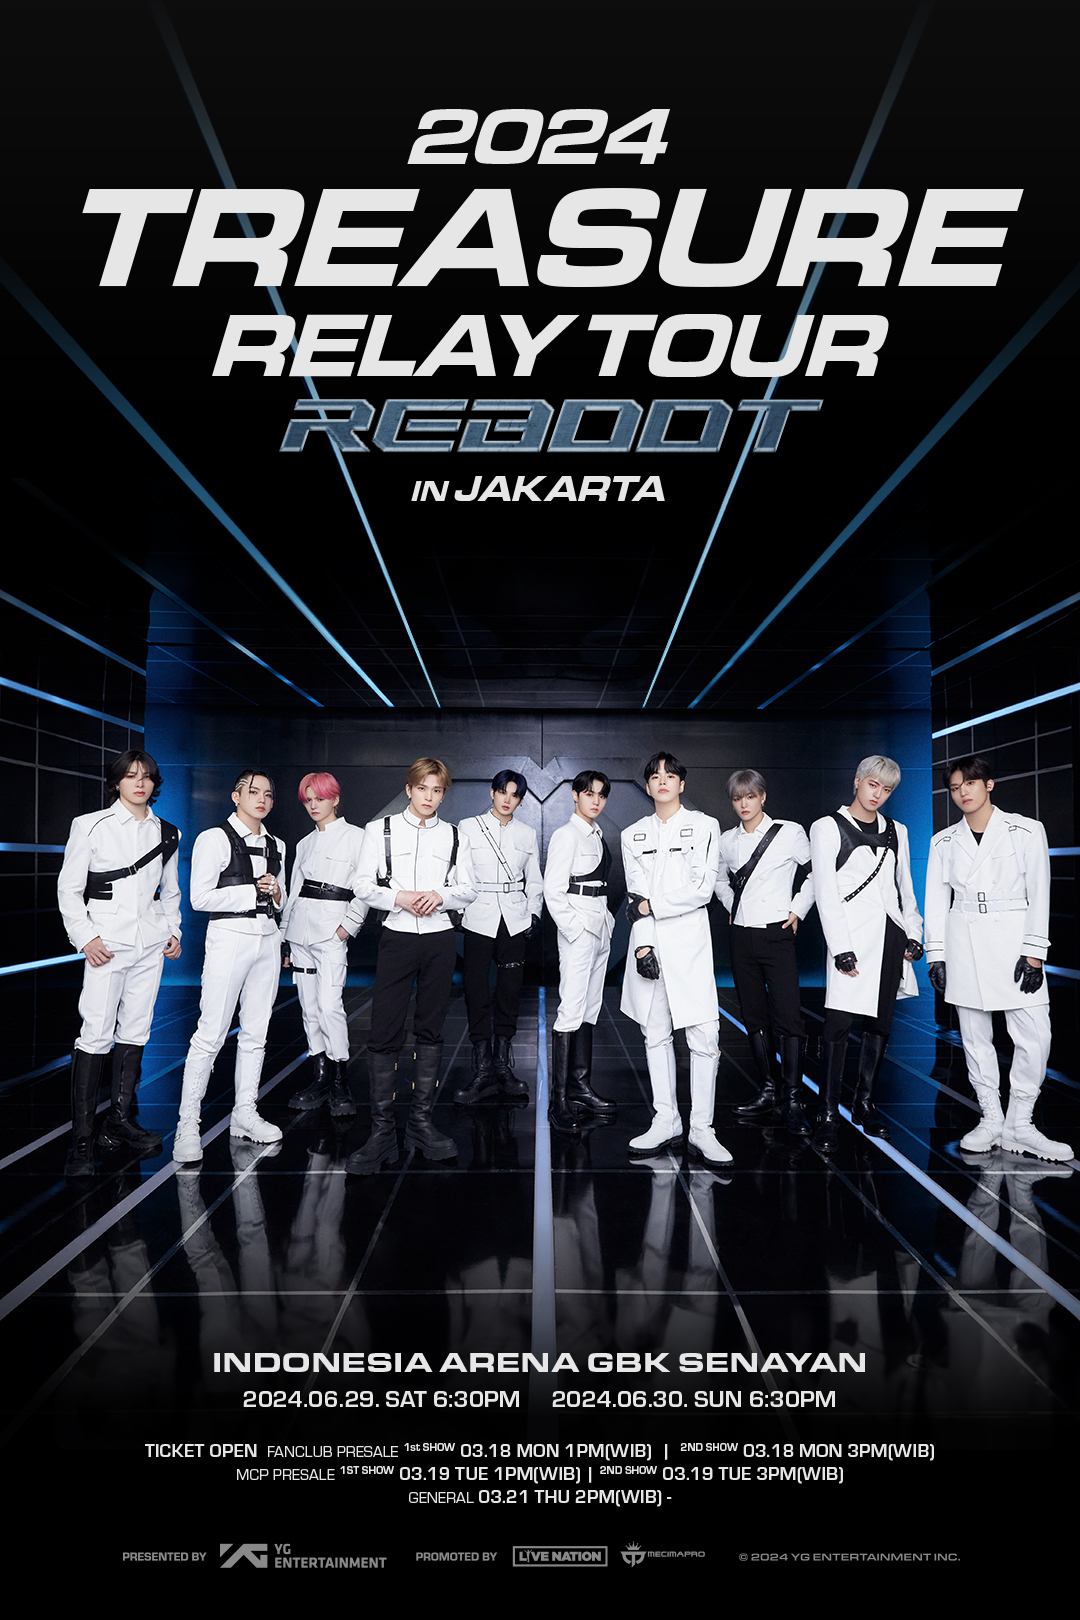 2024
TREASURE
RELAY TOUR
REBOOT
IN JAKARTA
INDONESIA ARENA GBK SENAYAN
2024.06.29. SAT 6:30PM 2024.06.30. SUN 6:30PM
TICKET OPEN FANCLUB PRESALE 1st SHOW 03.18 MON 1PM(WIB) | 2ND SHOW 03.18 MON 3PM(WIB)
MCP PRESALE 1ST SHOW 03.19 TUE 1PM(WIB) | 2ND SHOW 03.19 TUE 3PM(WIB)
GENERAL 03.21 THU 2PM(WIB) -
PRESENTED BY YG YG ENTERTAINMENT PROMOTED BY LIVE NATION MECIMAPRO © 2024 YG ENTERTAINMENT INC.